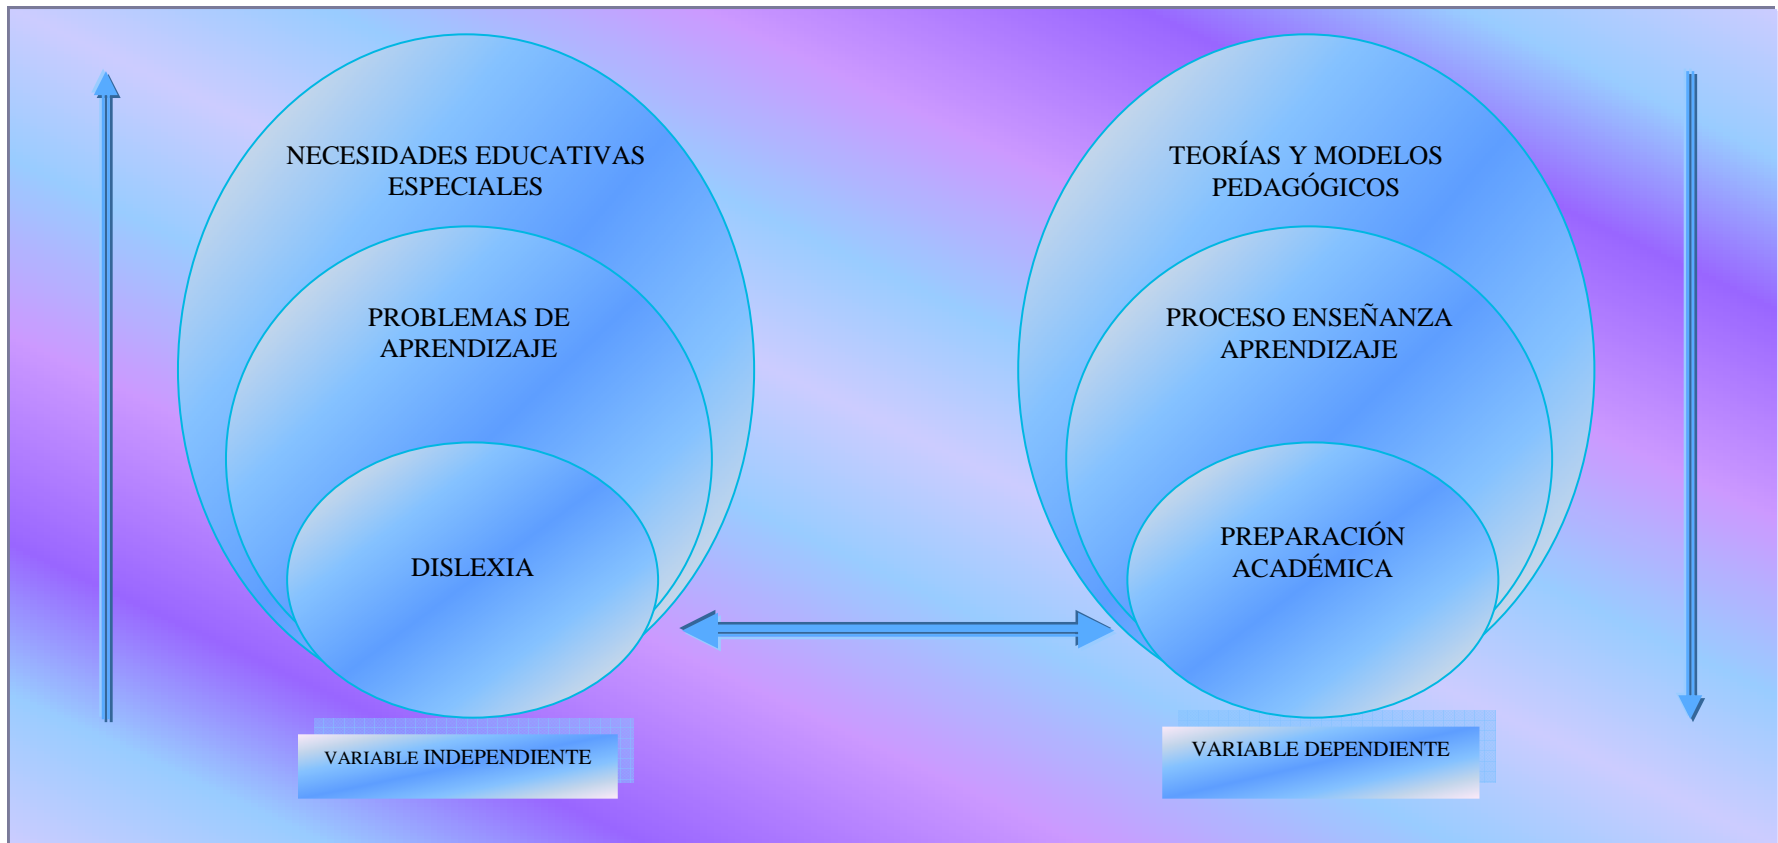 NECESIDADES EDUCATIVAS
ESPECIALES
PROBLEMAS DE
APRENDIZAJE
DISLEXIA
VARIABLE INDEPENDIENTE
TEORÍAS Y MODELOS
PEDAGÓGICOS
PROCESO ENSEÑANZA
APRENDIZAJE
PREPARACIÓN
ACADÉMICA
VARIABLE DEPENDIENTE